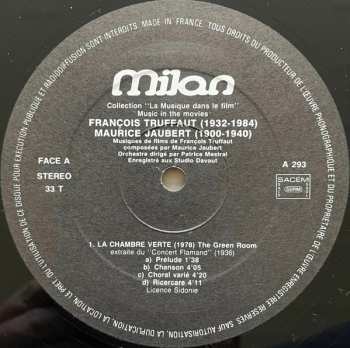 MADE IN FRANCE. TOUS DROITS DU PRODUCTEUR DE L'ŒUVRE PHONOGRAPHIQUE ET DU PROPRIETAIRE DE L'ŒUVRE ENREGISTREE RESERVES. SAUF AUTORISATION, LA DUPLICATION, LA LOCATION, LE PRET OU L'UTILISATION DE CE DISQUE POUR EXECUTION PUBLIQUE ET RADIODIFFUSION SONT INTERDITS.
milan
Collection "La Musique dans le film"
Music in the movies
FRANÇOIS TRUFFAUT (1932-1984)
MAURICE JAUBERT (1900-1940)
Musiques de films de François Truffaut
composées par Maurice Jaubert
Orchestre dirigé par Patrice Mestral
Enregistré aux Studio Davout
FACE A
STEREO
33 T
A 293
SACEM
1. LA CHAMBRE VERTE (1978) The Green Room
extraite du "Concert Flamand" (1936)
a) Prélude 1'38
b) Chanson 4'05
c) Choral varié 4'20
d) Ricercare 4'11
Licence Sidonie